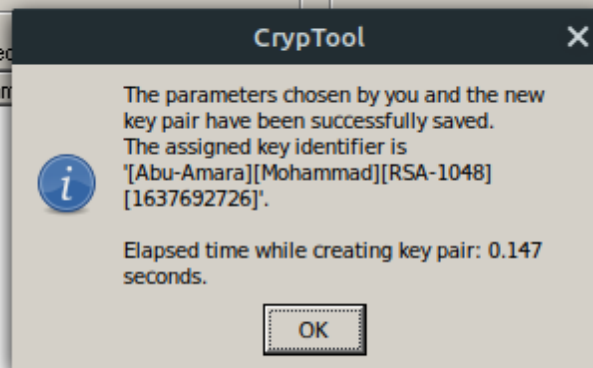 CrypTool
The parameters chosen by you and the new
key pair have been successfully saved.
The assigned key identifier is
'[Abu-Amara][Mohammad][RSA-1048]
[1637692726]'.
Elapsed time while creating key pair: 0.147
seconds.
OK